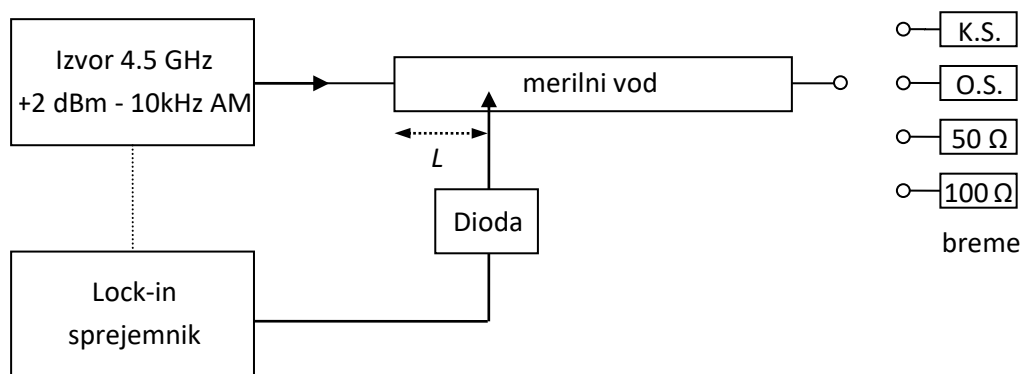 Izvor 4.5 GHz
+2 dBm - 10kHz AM
merilni vod
L
Dioda
Lock-in
sprejemnik
K.S.
O.S.
50 Ω
100 Ω
breme